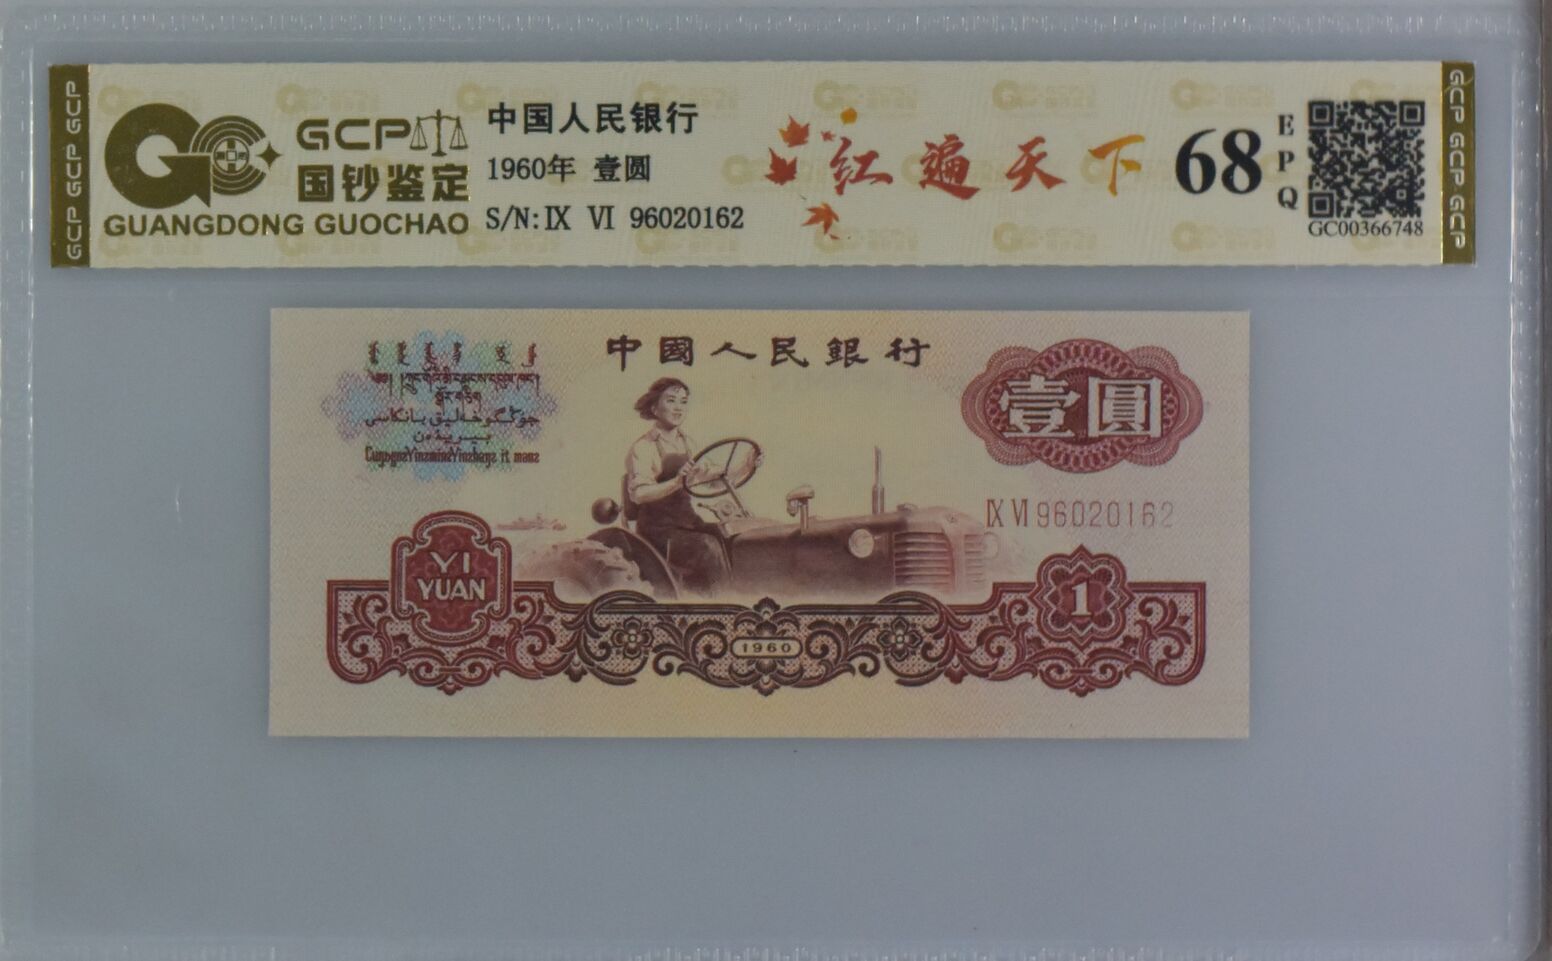 GCP GCP GCP
GCP
国钞鉴定
GUANGDONG GUOCHAO
中国人民银行
1960年 壹圆
S/N: IX VI 96020162
红遍天下
68
EPQ
GC00366748
GCP GCP GCP
中國人民銀行
壹圓
IX VI 96020162
YI
YUAN
1960
1